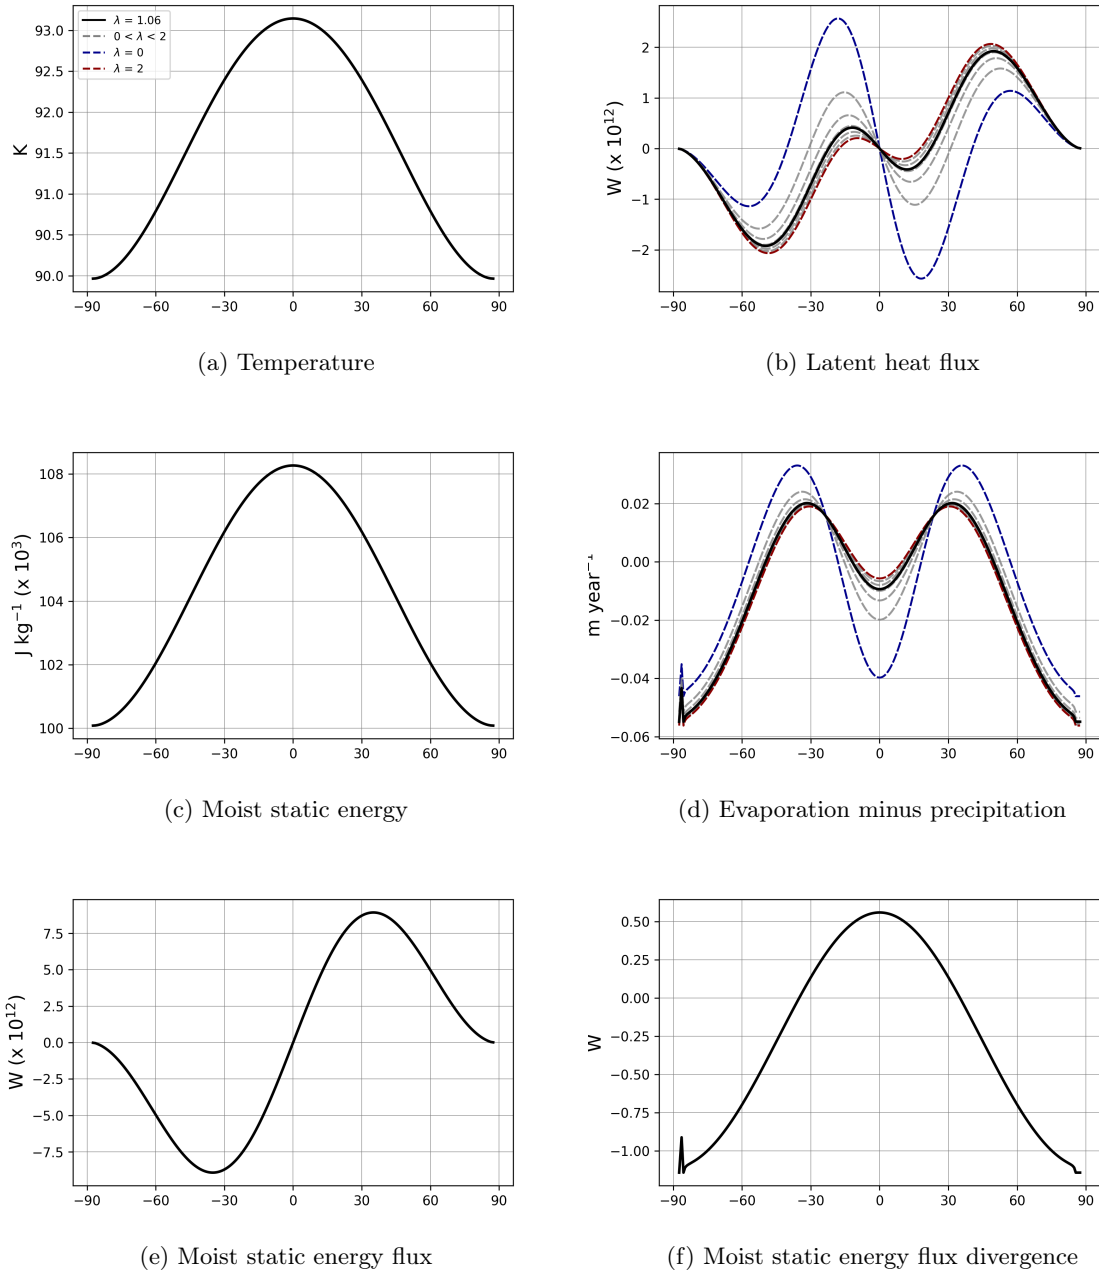 λ = 1.06
0 < λ < 2
λ = 0
λ = 2
K
93.0
92.5
92.0
91.5
91.0
90.5
90.0
−90 −60 −30 0 30 60 90
(a) Temperature
W (x 10¹²)
2
1
0
−1
−2
−90 −60 −30 0 30 60 90
(b) Latent heat flux
J kg⁻¹ (x 10³)
108
106
104
102
100
−90 −60 −30 0 30 60 90
(c) Moist static energy
m year⁻¹
0.02
0.00
−0.02
−0.04
−0.06
−90 −60 −30 0 30 60 90
(d) Evaporation minus precipitation
W (x 10¹²)
7.5
5.0
2.5
0.0
−2.5
−5.0
−7.5
−90 −60 −30 0 30 60 90
(e) Moist static energy flux
W
0.50
0.25
0.00
−0.25
−0.50
−0.75
−1.00
−90 −60 −30 0 30 60 90
(f) Moist static energy flux divergence